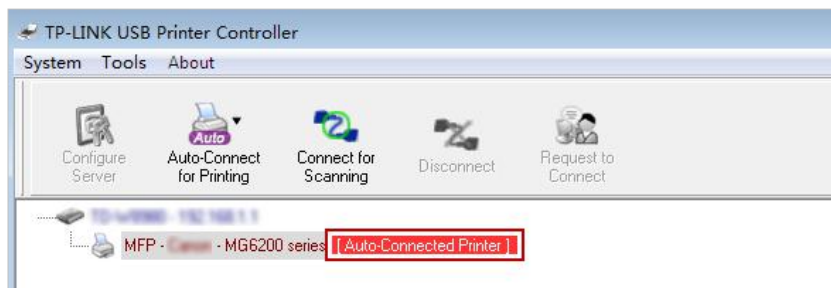 TP-LINK USB Printer Controller
System Tools About
Configure Server
Auto
Auto-Connect for Printing
Connect for Scanning
Disconnect
Request to Connect
MFP - - MG6200 series [ Auto-Connected Printer ]